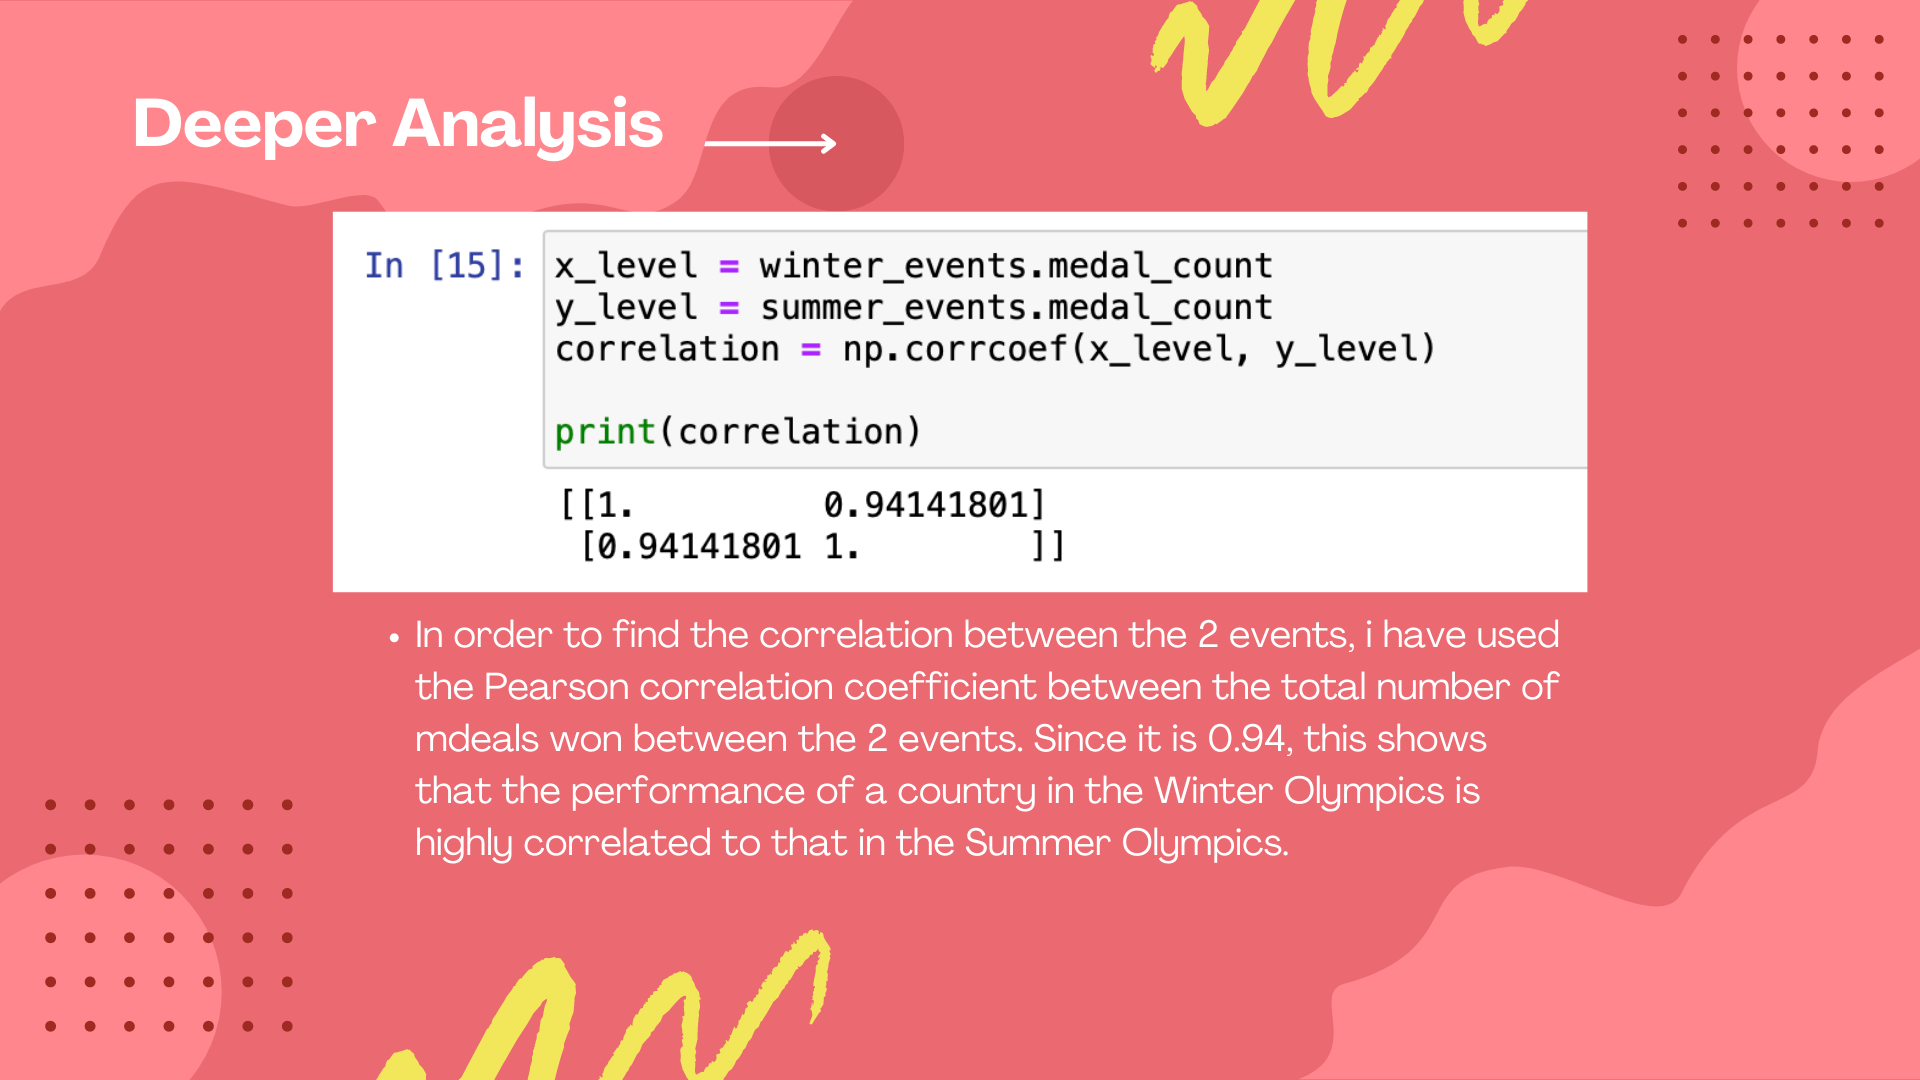 Deeper Analysis
In [15]: x_level = winter_events.medal_count
y_level = summer_events.medal_count
correlation = np.corrcoef(x_level, y_level)
print(correlation)
[[1.         0.94141801]
 [0.94141801 1.        ]]
• In order to find the correlation between the 2 events, i have used
the Pearson correlation coefficient between the total number of
mdeals won between the 2 events. Since it is 0.94, this shows
that the performance of a country in the Winter Olympics is
highly correlated to that in the Summer Olympics.